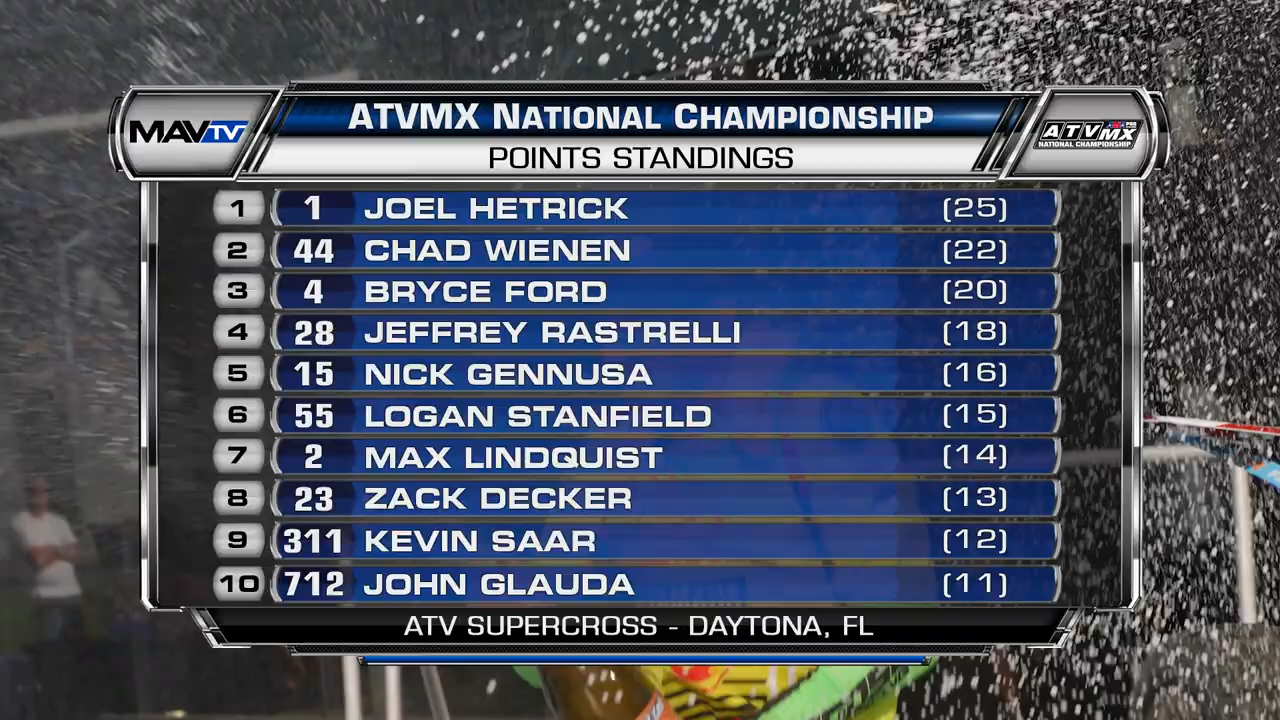 MAVTV
ATVMX NATIONAL CHAMPIONSHIP
POINTS STANDINGS
ATVMX PRO
NATIONAL CHAMPIONSHIP
1 1 JOEL HETRICK (25)
2 44 CHAD WIENEN (22)
3 4 BRYCE FORD (20)
4 28 JEFFREY RASTRELLI (18)
5 15 NICK GENNUSA (16)
6 55 LOGAN STANFIELD (15)
7 2 MAX LINDQUIST (14)
8 23 ZACK DECKER (13)
9 311 KEVIN SAAR (12)
10 712 JOHN GLAUDA (11)
ATV SUPERCROSS - DAYTONA, FL